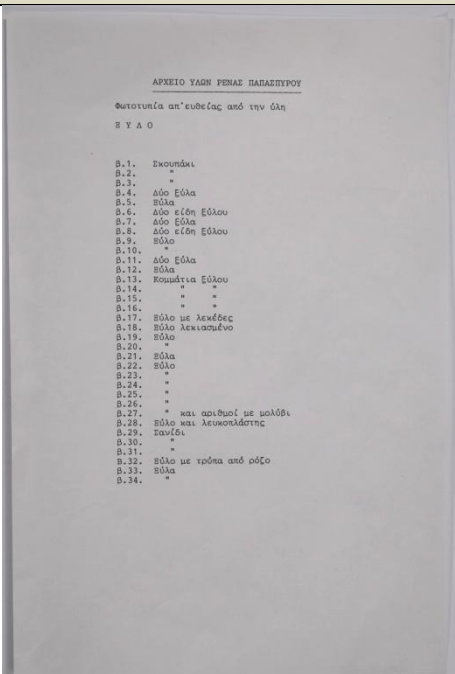 ΑΡΧΕΙΟ ΥΛΩΝ ΡΕΝΑΣ ΠΑΠΑΣΠΥΡΟΥ
Φωτοτυπία απ'ευθείας από την ύλη
Ξ Υ Λ Ο
β.1. Σκουπάκι
β.2. "
β.3. "
β.4. Δύο ξύλα
β.5. Ξύλα
β.6. Δύο είδη ξύλου
β.7. Δύο ξύλα
β.8. Δύο είδη ξύλου
β.9. Ξύλο
β.10. "
β.11. Δύο ξύλα
β.12. Ξύλα
β.13. Κομμάτια ξύλου
β.14. " "
β.15. " "
β.16. " "
β.17. Ξύλο με λεκέδες
β.18. Ξύλο λεκιασμένο
β.19. Ξύλο
β.20. "
β.21. Ξύλα
β.22. Ξύλο
β.23. "
β.24. "
β.25. "
β.26. "
β.27. " και αριθμοί με μολύβι
β.28. Ξύλο και λευκοπλάστης
β.29. Σανίδι
β.30. "
β.31. "
β.32. Ξύλο με τρύπα από ρόζο
β.33. Ξύλα
β.34. "